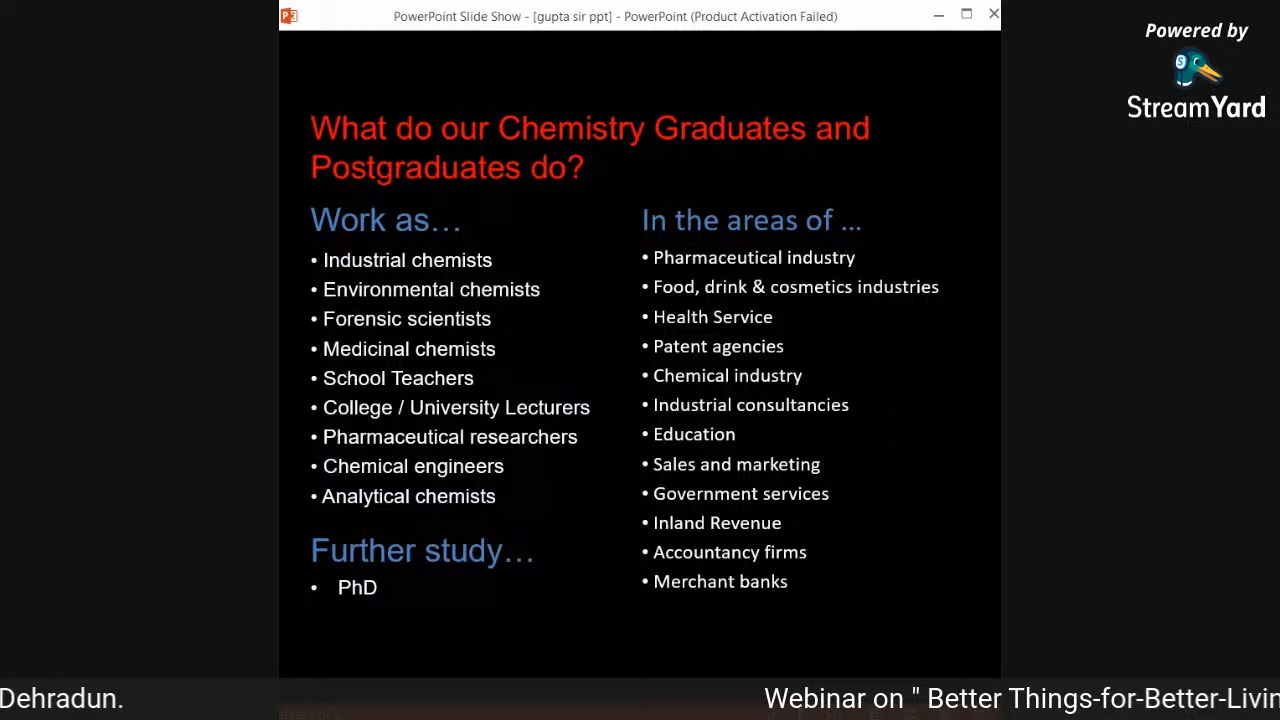 PowerPoint Slide Show - [gupta sir ppt] - PowerPoint (Product Activation Failed)
Powered by
StreamYard
What do our Chemistry Graduates and
Postgraduates do?
Work as…
• Industrial chemists
• Environmental chemists
• Forensic scientists
• Medicinal chemists
• School Teachers
• College / University Lecturers
• Pharmaceutical researchers
• Chemical engineers
• Analytical chemists
Further study…
• PhD
In the areas of …
• Pharmaceutical industry
• Food, drink & cosmetics industries
• Health Service
• Patent agencies
• Chemical industry
• Industrial consultancies
• Education
• Sales and marketing
• Government services
• Inland Revenue
• Accountancy firms
• Merchant banks
Dehradun.
Webinar on " Better Things-for-Better-Livin